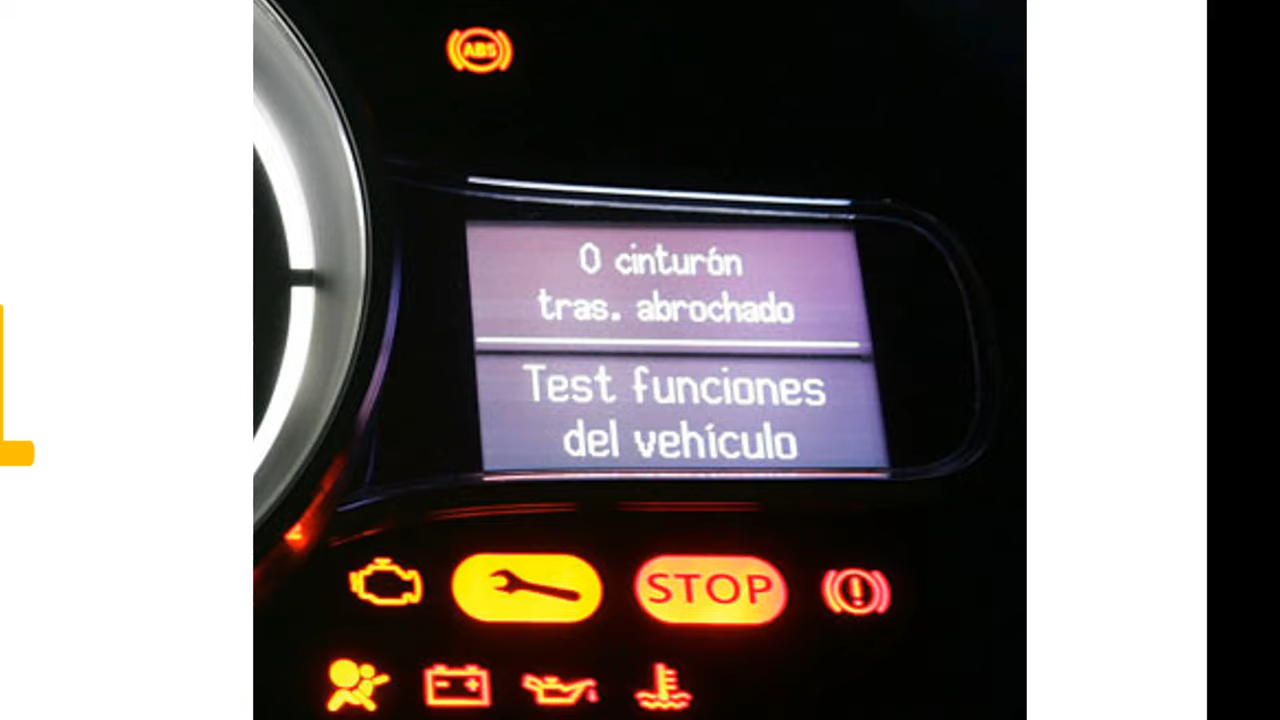 ABS
0 cinturón
tras. abrochado
Test funciones
del vehículo
STOP